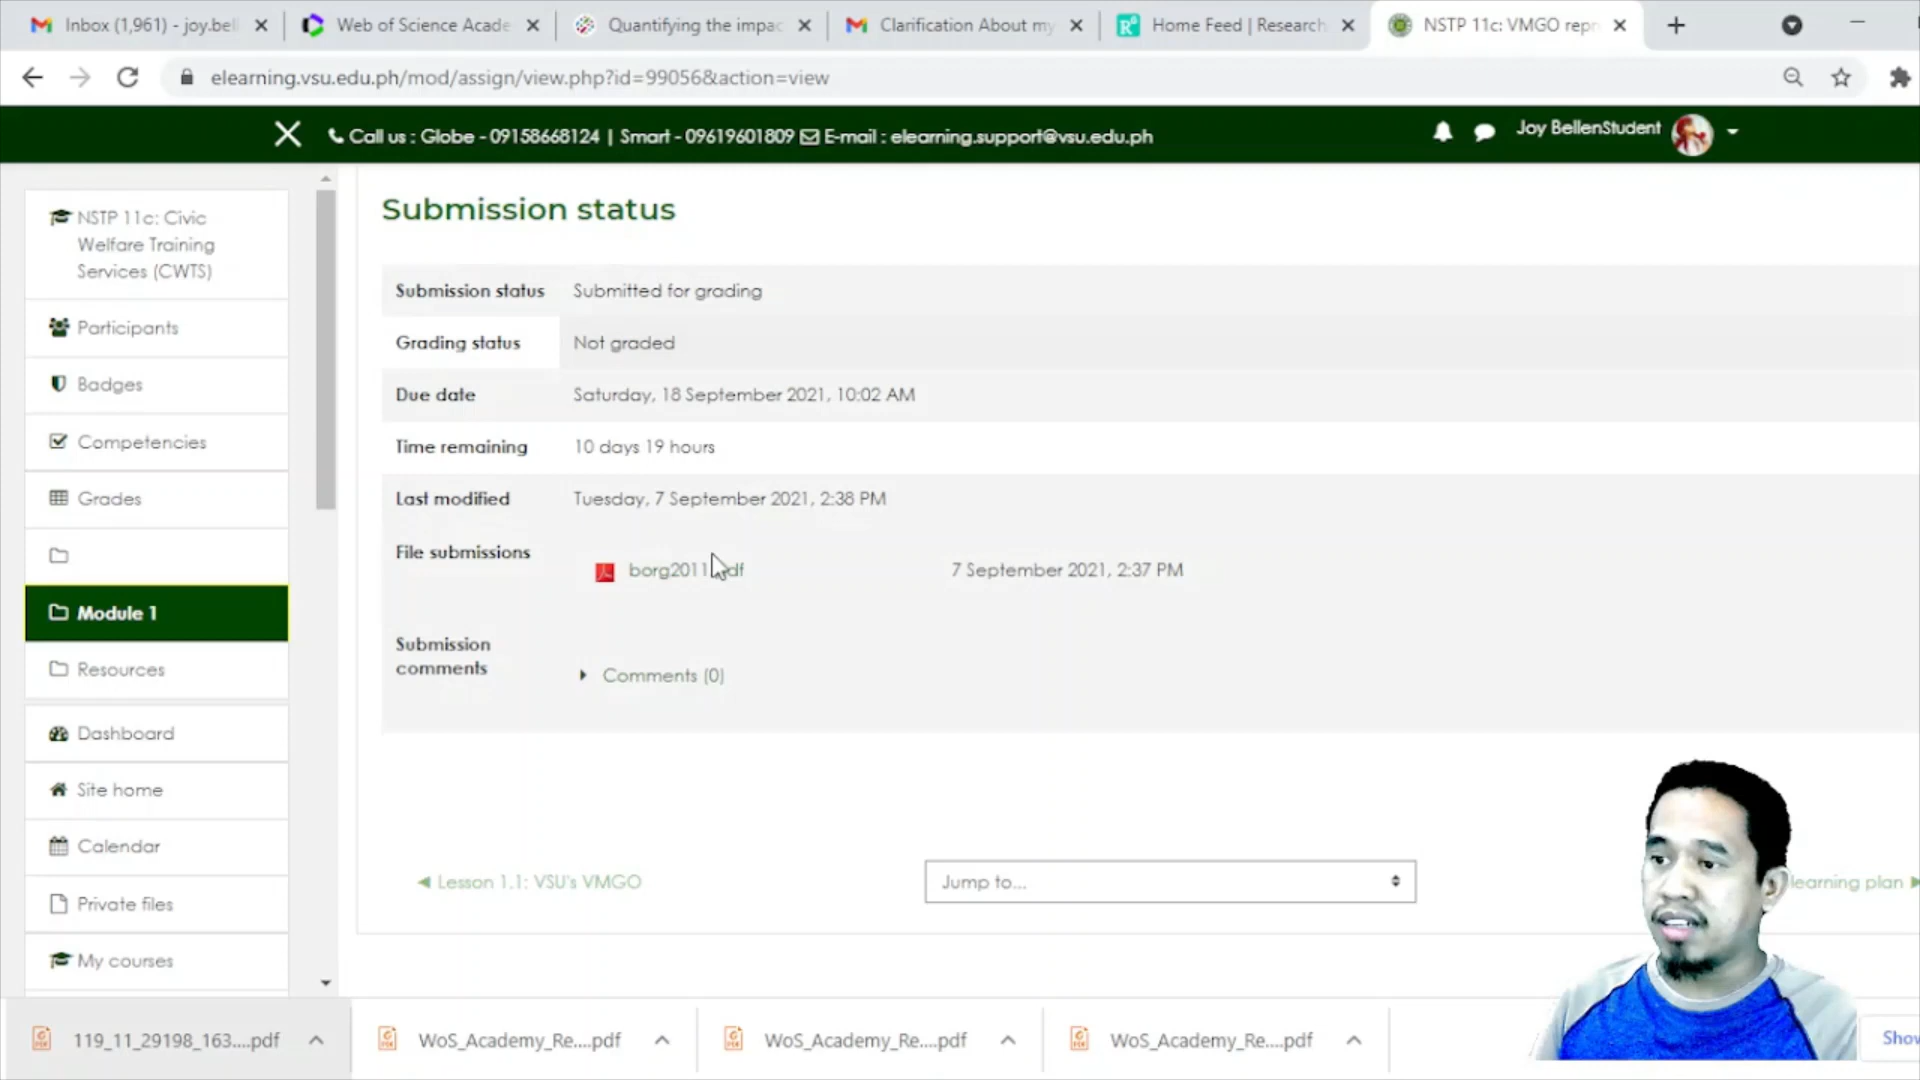 Inbox (1,961) - joy.bel
Web of Science Acade
Quantifying the impac
Clarification About my
Home Feed | Research
NSTP 11c: VMGO repo
elearning.vsu.edu.ph/mod/assign/view.php?id=99056&action=view
Call us : Globe - 09158668124 | Smart - 09619601809 E-mail : elearning.support@vsu.edu.ph
Joy BellenStudent
NSTP 11c: Civic
Welfare Training
Services (CWTS)
Participants
Badges
Competencies
Grades
Module 1
Resources
Dashboard
Site home
Calendar
Private files
My courses
Submission status
Submission status Submitted for grading
Grading status Not graded
Due date Saturday, 18 September 2021, 10:02 AM
Time remaining 10 days 19 hours
Last modified Tuesday, 7 September 2021, 2:38 PM
File submissions
borg2011 df 7 September 2021, 2:37 PM
Submission
comments
Comments (0)
Lesson 1.1: VSU's VMGO
Jump to...
learning plan
119_11_29198_163....pdf
WoS_Academy_Re....pdf
WoS_Academy_Re....pdf
WoS_Academy_Re....pdf
Show